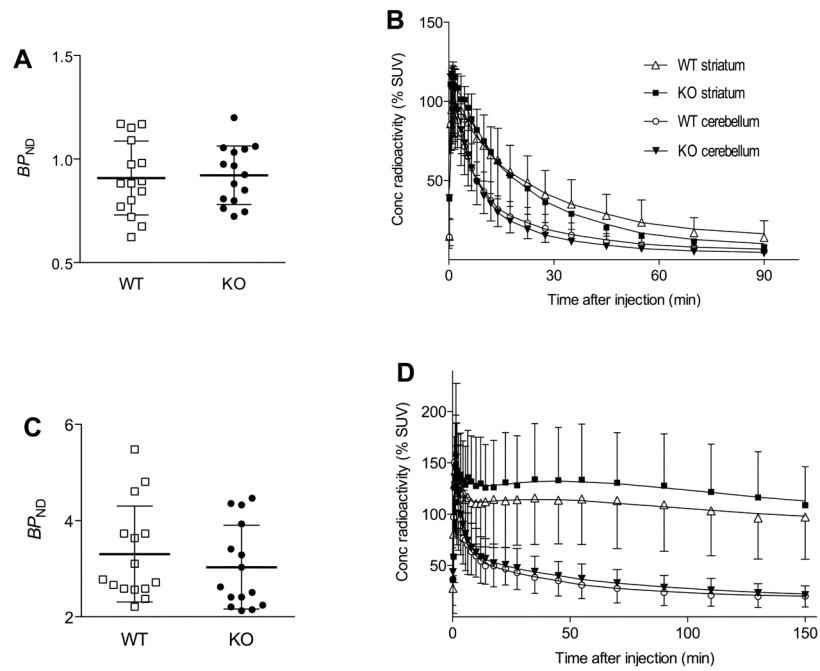 A
1.5
1.0
0.5
BP_ND
WT
KO
B
150
100
50
Conc radioactivity (% SUV)
0
30
60
90
Time after injection (min)
WT striatum
KO striatum
WT cerebellum
KO cerebellum
C
6
4
2
BP_ND
WT
KO
D
200
150
100
50
Conc radioactivity (% SUV)
0
50
100
150
Time after injection (min)